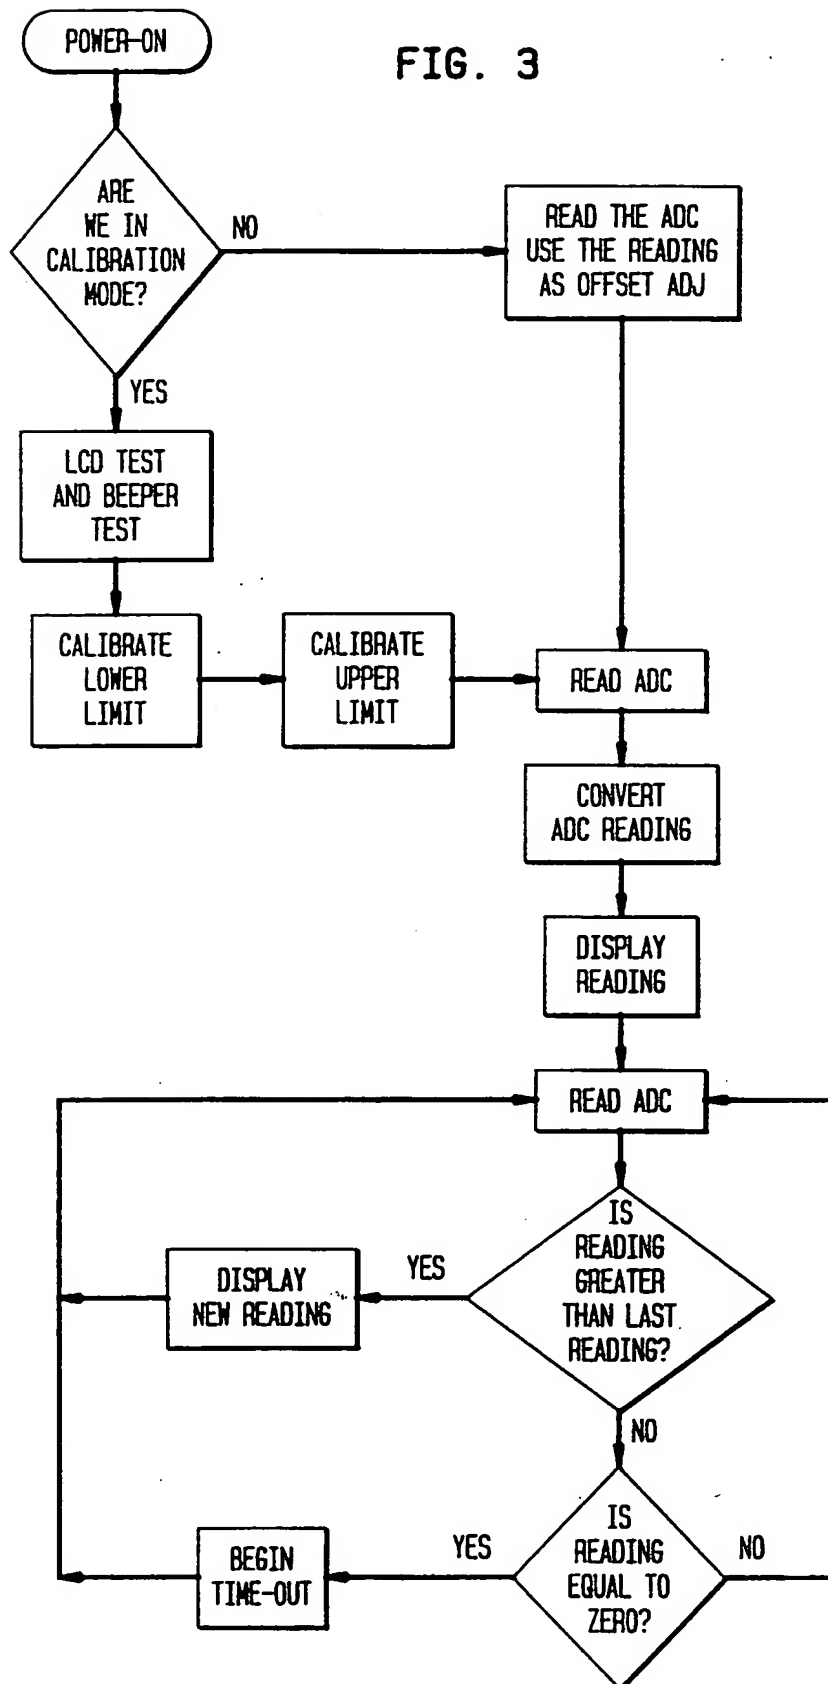 POWER-ON
FIG. 3
ARE
WE IN
CALIBRATION
MODE?
NO
READ THE ADC
USE THE READING
AS OFFSET ADJ
YES
LCD TEST
AND BEEPER
TEST
CALIBRATE
LOWER
LIMIT
CALIBRATE
UPPER
LIMIT
READ ADC
CONVERT
ADC READING
DISPLAY
READING
READ ADC
IS
READING
GREATER
THAN LAST
READING?
YES
DISPLAY
NEW READING
NO
IS
READING
EQUAL TO
ZERO?
YES
NO
BEGIN
TIME-OUT